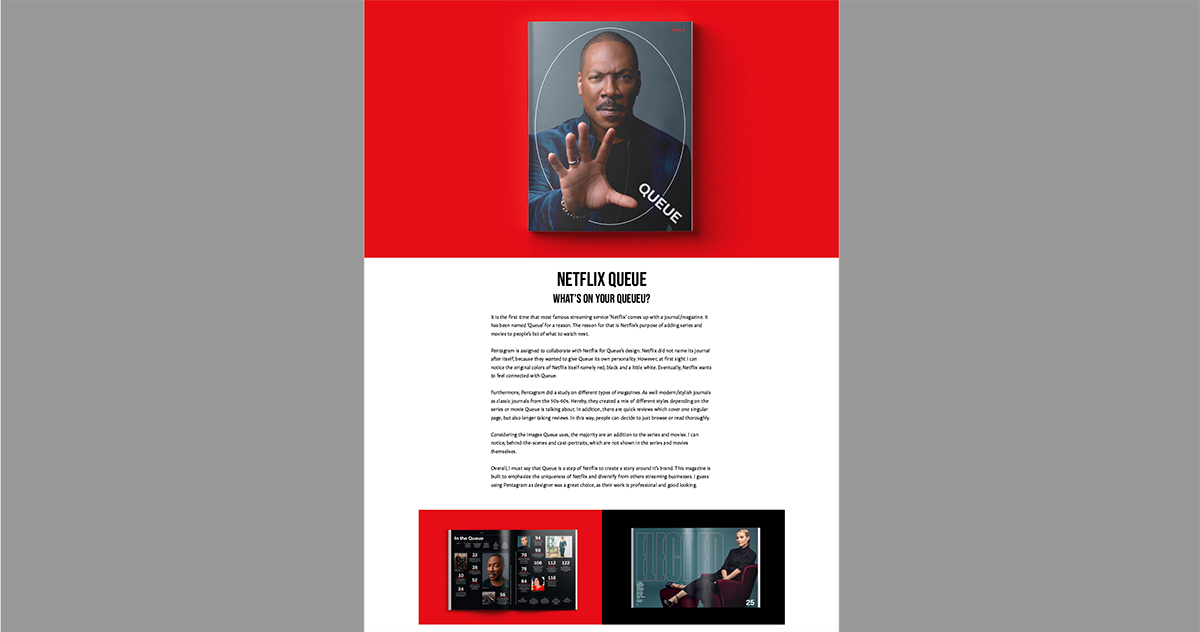 QUEUE
NETFLIX QUEUE
WHAT'S ON YOUR QUEUEU?
It is the first time that most famous streaming service 'Netflix' comes up with a journal/magazine. It
has been named 'Queue' for a reason. The reason for that is Netflix's purpose of adding series and
movies to people's list of what to watch next.
Pentagram is assigned to collaborate with Netflix for Queue's design. Netflix did not name its journal
after itself, because they wanted to give Queue its own personality. However, at first sight I can
notice the original colors of Netflix itself namely red, black and a little white. Eventually, Netflix wants
to feel connected with Queue.
Furthermore, Pentagram did a study on different types of magazines. As well modern/stylish journals
as classic journals from the 50s-60s. Hereby, they created a mix of different styles depending on the
series or movie Queue is talking about. In addition, there are quick reviews which cover one singular
page, but also longer taking reviews. In this way, people can decide to just browse or read thoroughly.
Considering the images Queue uses, the majority are an addition to the series and movies. I can
notice, behind-the-scenes and cast-portraits, which are not shown in the series and movies
themselves.
Overall, I must say that Queue is a step of Netflix to create a story around it's brand. This magazine is
built to emphasize the uniqueness of Netflix and diversify from others streaming businesses. I guess
using Pentagram as designer was a great choice, as their work is professional and good looking.
In the Queue
10
24
32
38
52
56
70
78
84
94
98
106
112
116
122
25